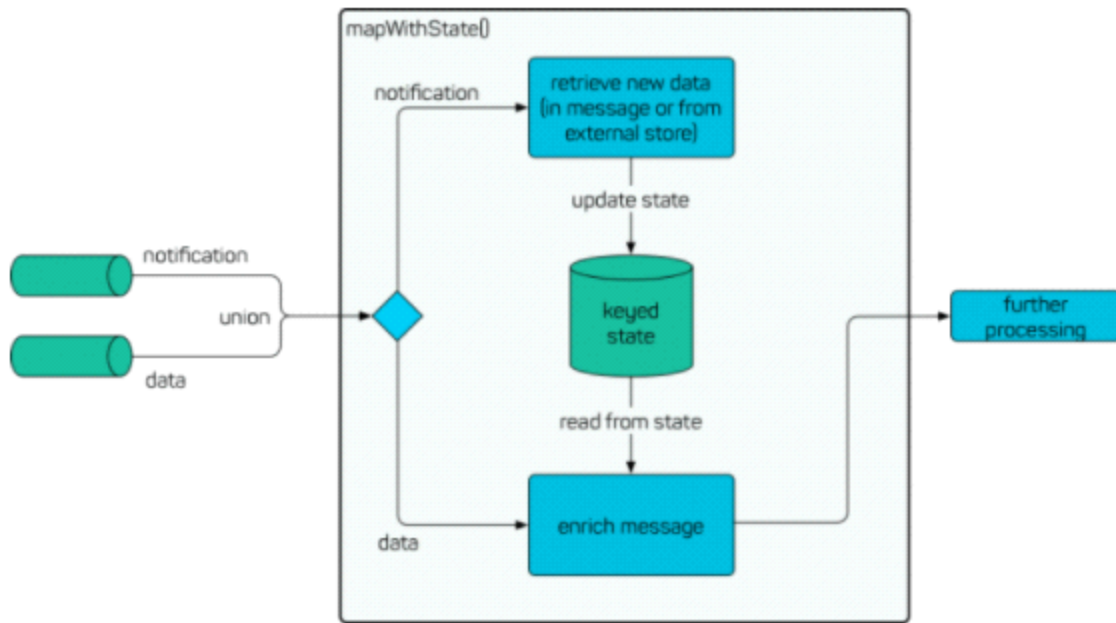 mapWithState()
notification
retrieve new data
(in message or from
external store)
update state
notification
union
data
keyed
state
further
processing
read from state
data
enrich message